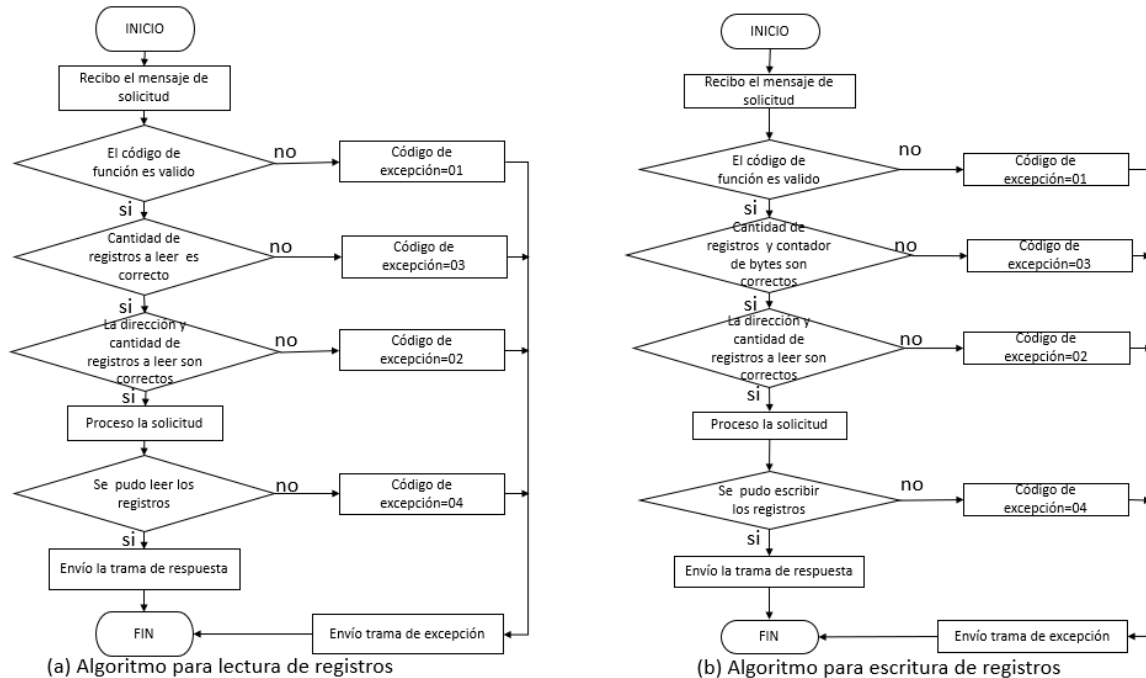 INICIO
Recibo el mensaje de
solicitud
El código de
función es valido
no
Código de
excepción=01
si
Cantidad de
registros a leer es
correcto
no
Código de
excepción=03
si
La dirección y
cantidad de
registros a leer son
correctos
no
Código de
excepción=02
si
Proceso la solicitud
Se pudo leer los
registros
no
Código de
excepción=04
si
Envío la trama de respuesta
FIN
Envío trama de excepción
(a) Algoritmo para lectura de registros
INICIO
Recibo el mensaje de
solicitud
El código de
función es valido
no
Código de
excepción=01
si
Cantidad de
registros y contador
de bytes son
correctos
no
Código de
excepción=03
si
La dirección y
cantidad de
registros a leer son
correctos
no
Código de
excepción=02
si
Proceso la solicitud
Se pudo escribir
los registros
no
Código de
excepción=04
si
Envío la trama de respuesta
FIN
Envío trama de excepción
(b) Algoritmo para escritura de registros